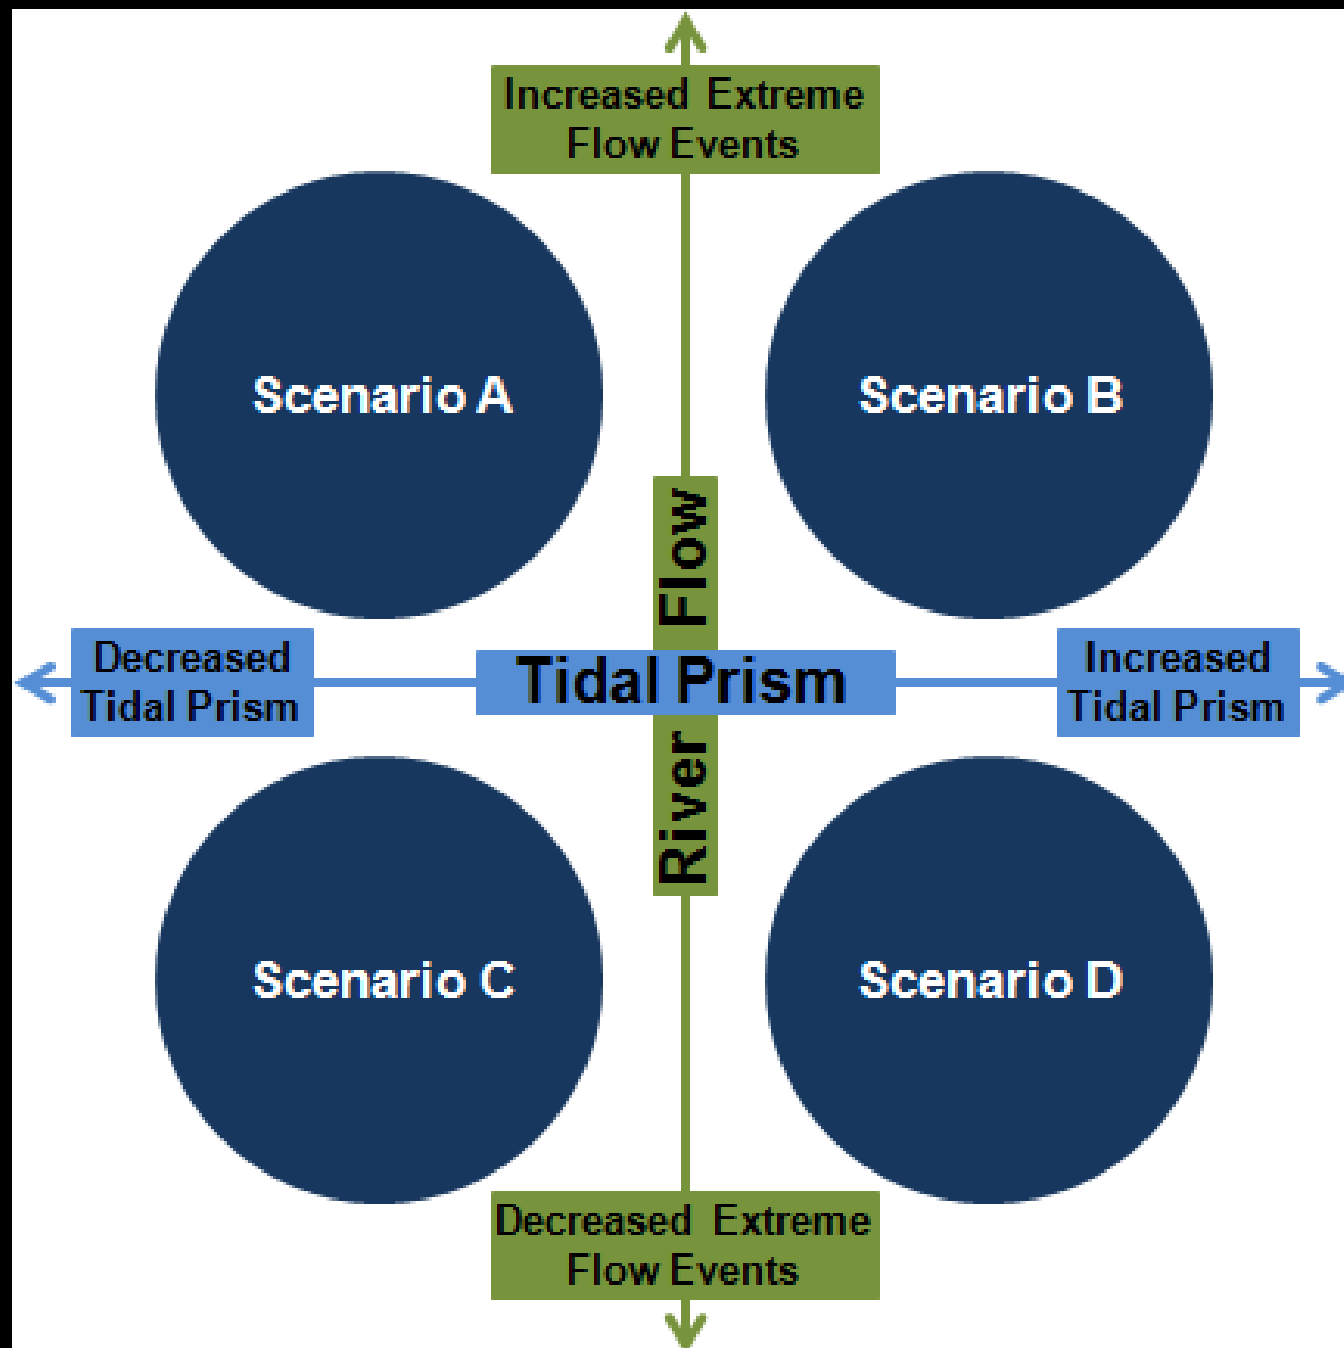 Increased Extreme
Flow Events
Scenario A
Scenario B
River Flow
Decreased
Tidal Prism
Tidal Prism
Increased
Tidal Prism
Scenario C
Scenario D
Decreased Extreme
Flow Events